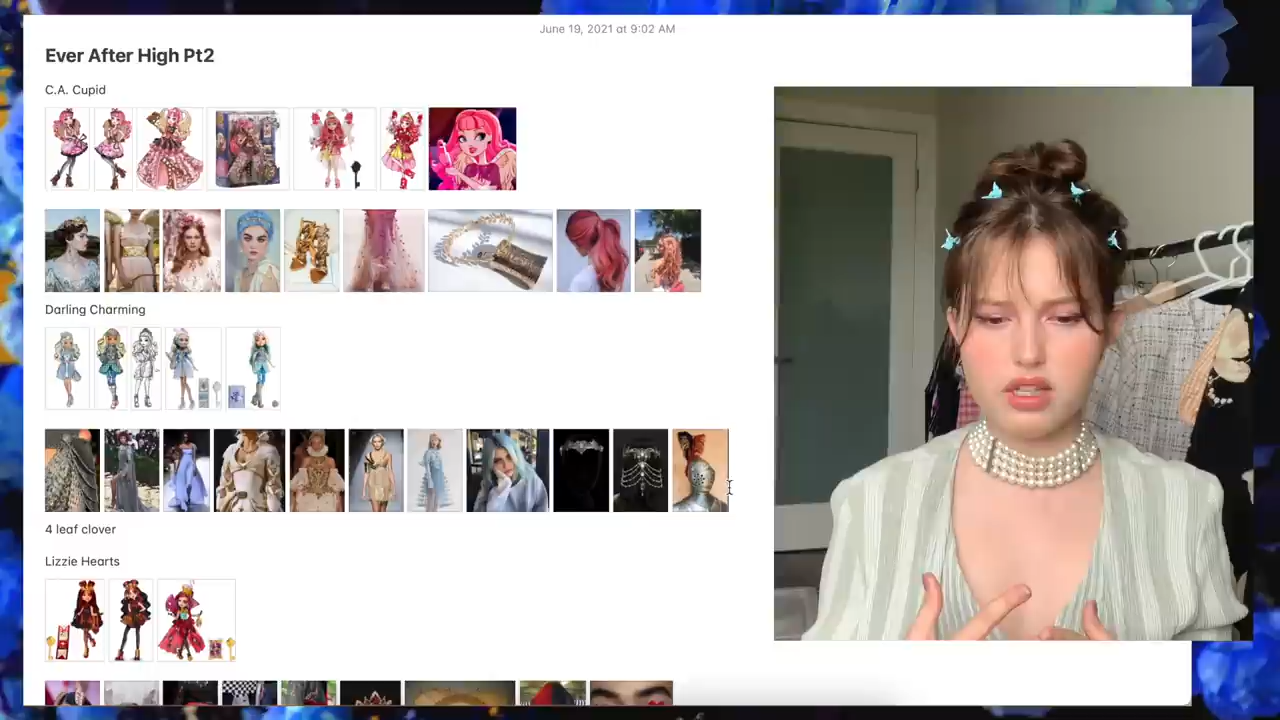 June 19, 2021 at 9:02 AM
Ever After High Pt2
C.A. Cupid
Darling Charming
4 leaf clover
Lizzie Hearts